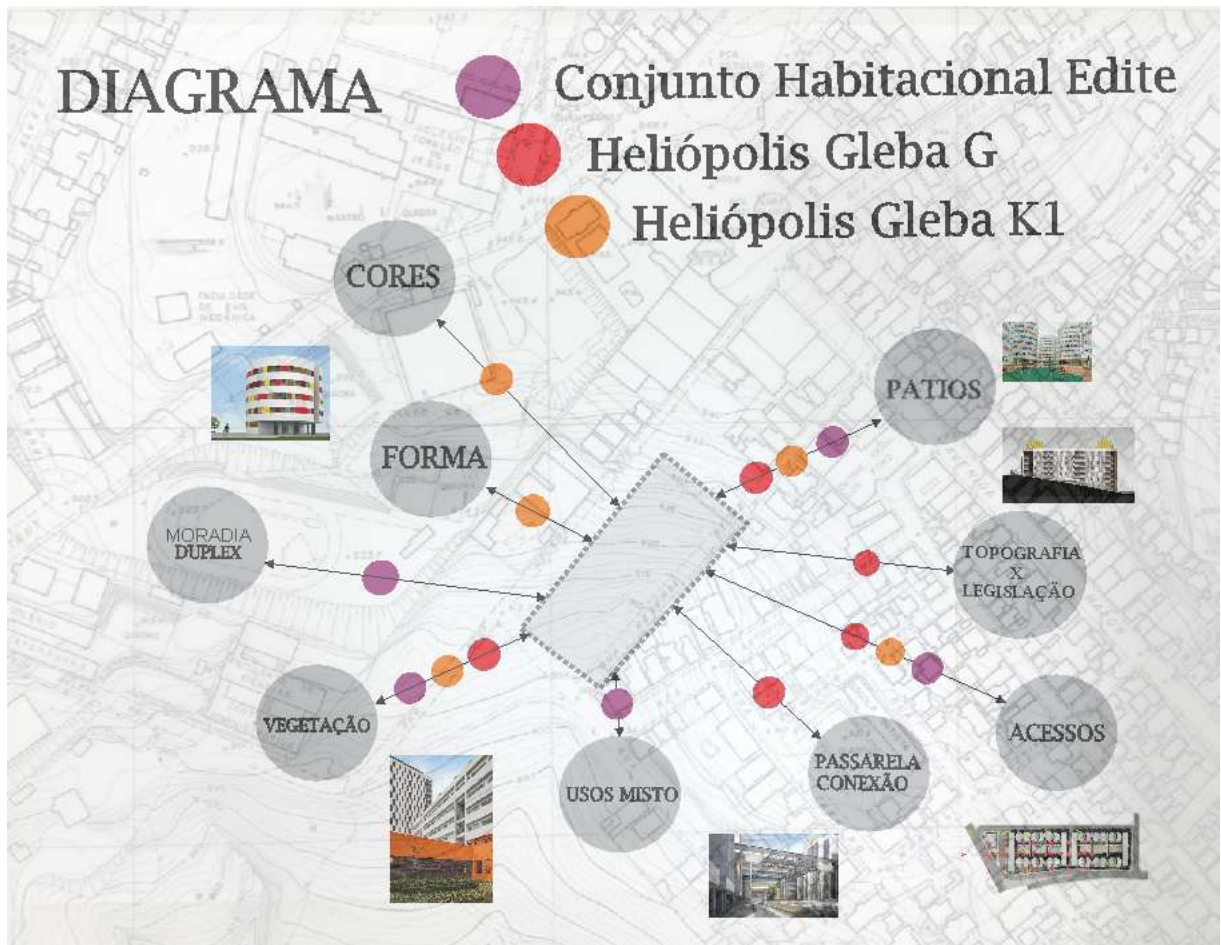 DIAGRAMA
Conjunto Habitacional Edite
Heliópolis Gleba G
Heliópolis Gleba K1
CORES
PATIOS
FORMA
MORADIA
DUPLEX
TOPOGRAFIA
X
LEGISLAÇÃO
VEGETAÇÃO
ACESSOS
PASSARELA
CONEXÃO
USOS MISTO